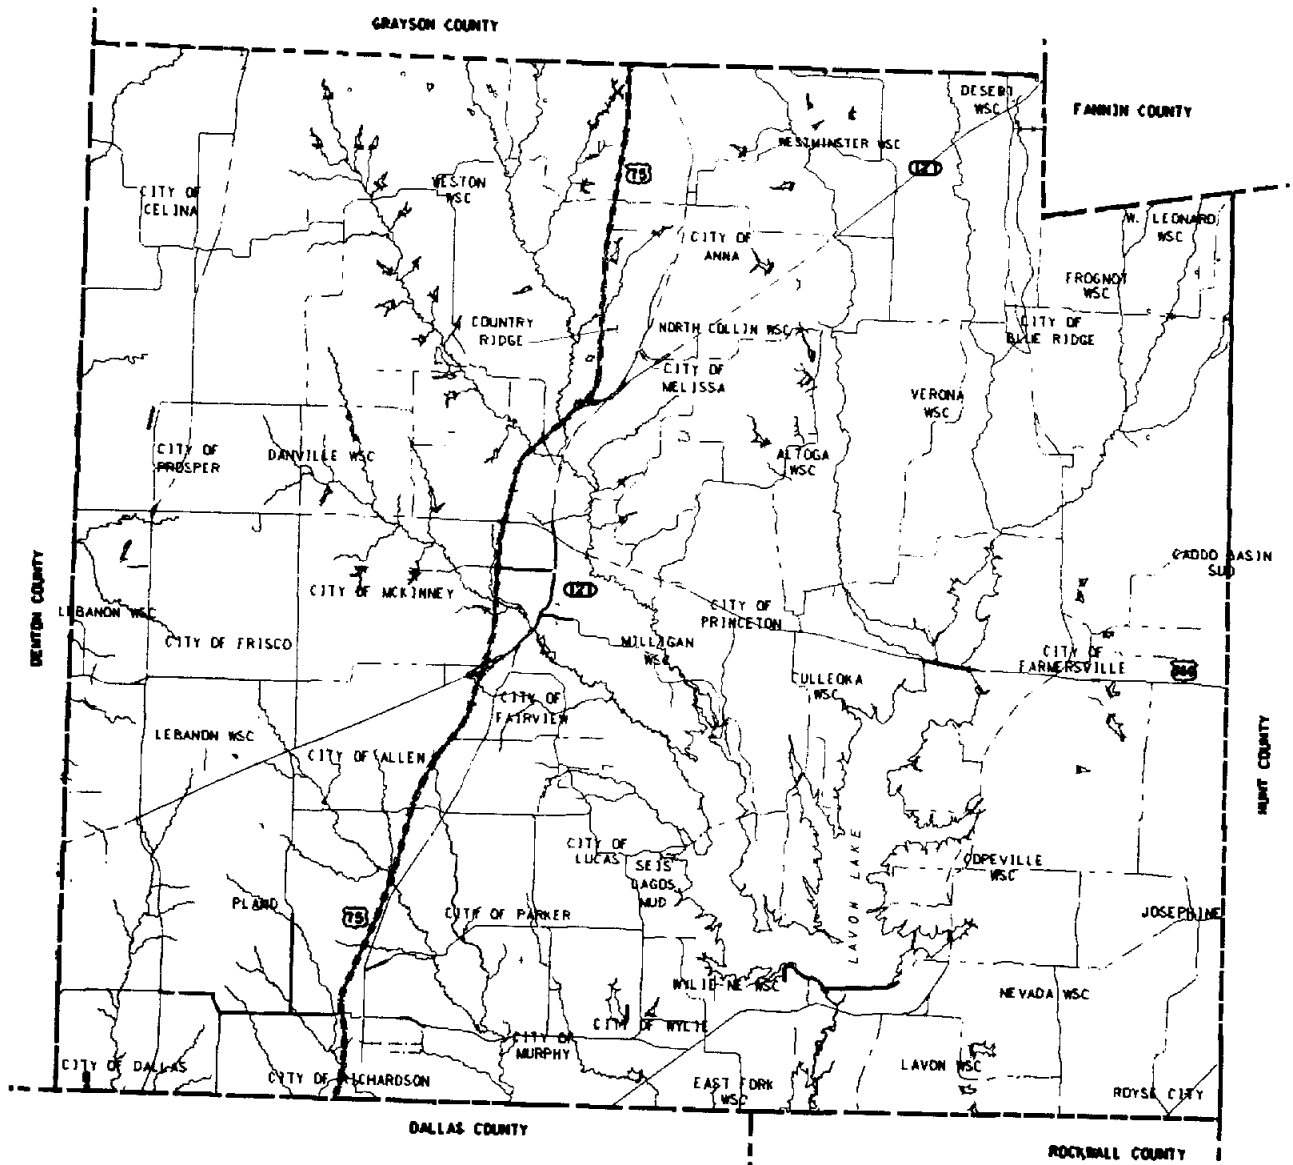 GRAYSON COUNTY
DESERT
WSC
FANNIN COUNTY
WESTMINSTER WSC
121
75
WESTON
WSC
CITY OF
CELINA
W. LEONARD
WSC
CITY OF
ANNA
FROGNOT
WSC
COUNTRY
RIDGE
NORTH COLLIN WSC
CITY OF
BLUE RIDGE
CITY OF
MELISSA
VERONA
WSC
CITY OF
PROSPER
DANVILLE WSC
ALTOGA
WSC
CADDO BASIN
SUD
DENTON COUNTY
CITY OF MCKINNEY
121
LEBANON WSC
CITY OF
PRINCETON
CITY OF FRISCO
MILLIGAN
WSC
CITY OF
FARMERSVILLE
CULLEOKA
WSC
CITY OF
FAIRVIEW
LEBANON WSC
CITY OF ALLEN
HUNT COUNTY
CITY OF
LUCAS
SEIS
LAGOS
MUD
LAVON LAKE
COPEVILLE
WSC
PLANO
75
CITY OF PARKER
JOSEPHINE
WYLIE-NE WSC
NEVADA WSC
CITY OF WYLIE
CITY OF
MURPHY
CITY OF DALLAS
CITY OF RICHARDSON
EAST FORK
WSC
LAVON WSC
ROYSE CITY
DALLAS COUNTY
ROCKWALL COUNTY